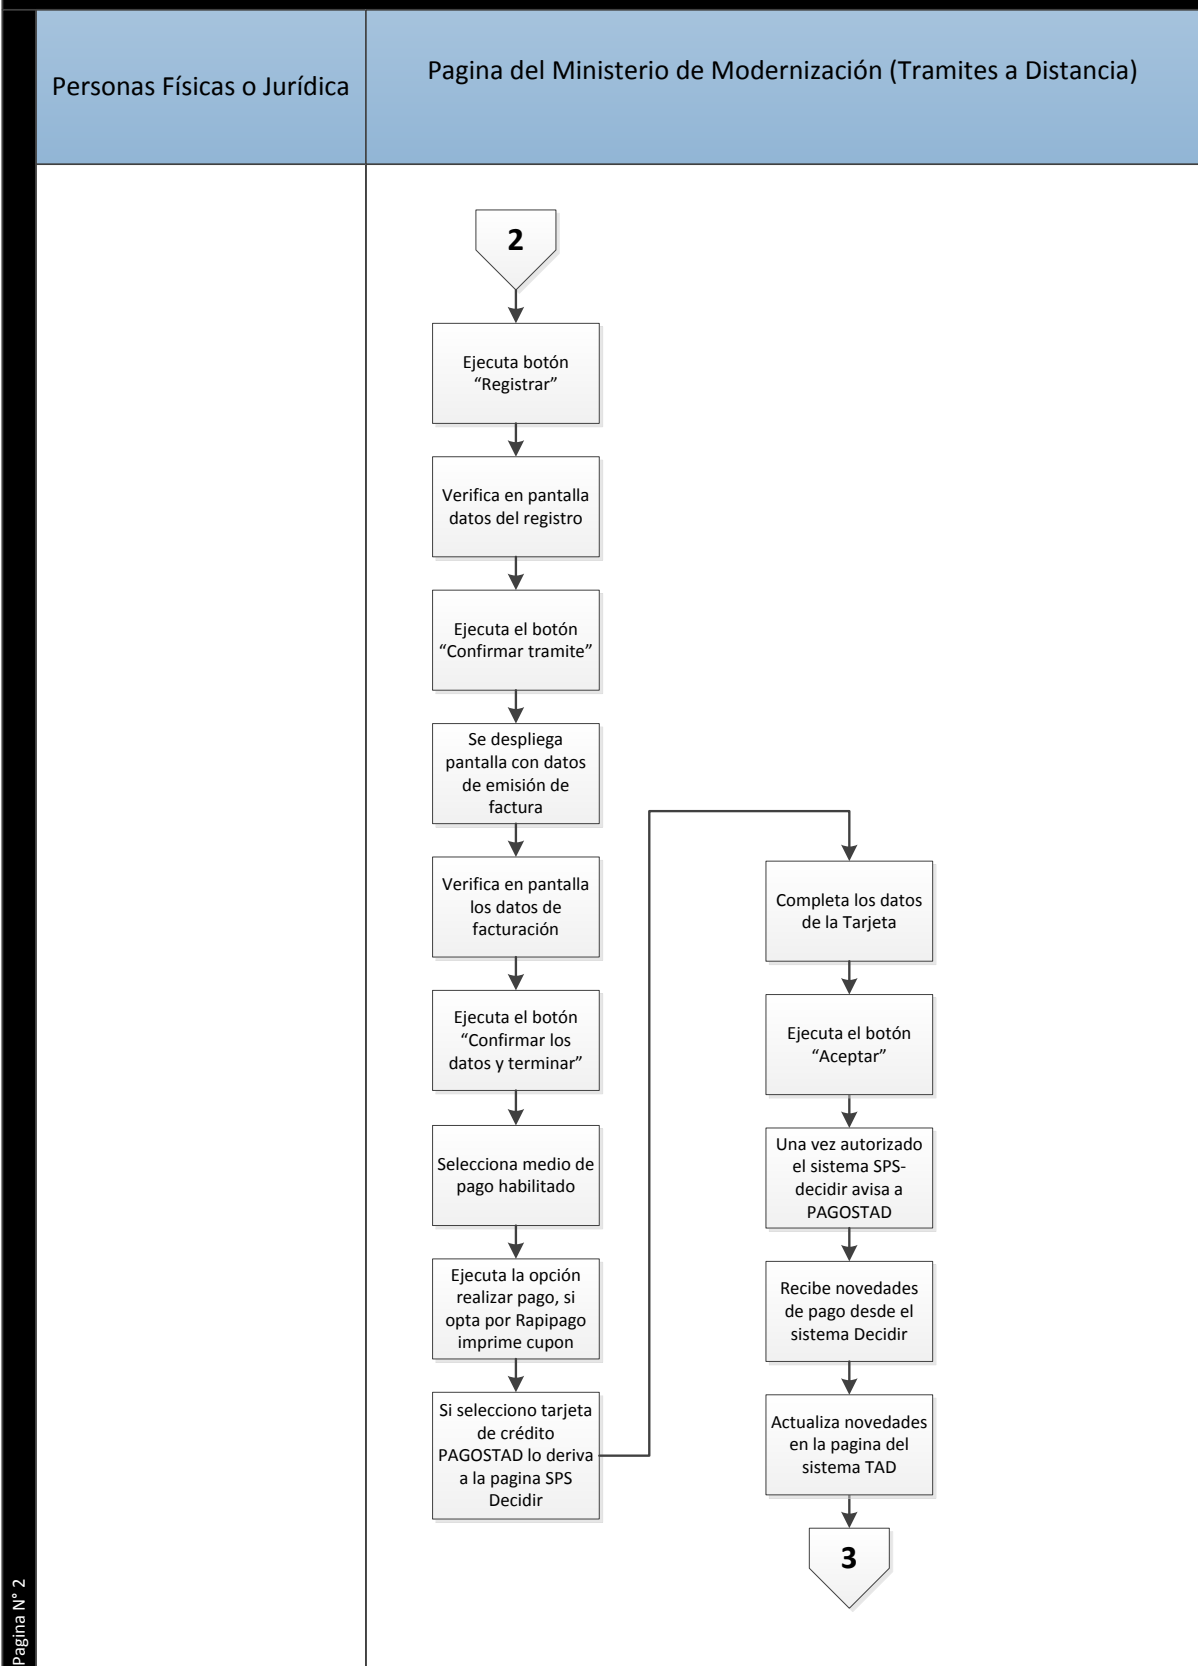 Personas Físicas o Jurídica
Pagina del Ministerio de Modernización (Tramites a Distancia)
2
Ejecuta botón
“Registrar”
Verifica en pantalla
datos del registro
Ejecuta el botón
“Confirmar tramite”
Se despliega
pantalla con datos
de emisión de
factura
Verifica en pantalla
los datos de
facturación
Ejecuta el botón
“Confirmar los
datos y terminar”
Selecciona medio de
pago habilitado
Ejecuta la opción
realizar pago, si
opta por Rapipago
imprime cupon
Si selecciono tarjeta
de crédito
PAGOSTAD lo deriva
a la pagina SPS
Decidir
Completa los datos
de la Tarjeta
Ejecuta el botón
“Aceptar”
Una vez autorizado
el sistema SPS-
decidir avisa a
PAGOSTAD
Recibe novedades
de pago desde el
sistema Decidir
Actualiza novedades
en la pagina del
sistema TAD
3
Pagina N° 2